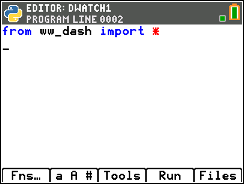 EDITOR: DWATCH1
PROGRAM LINE 0002
from ww_dash import *
_
Fns… a A # Tools Run Files